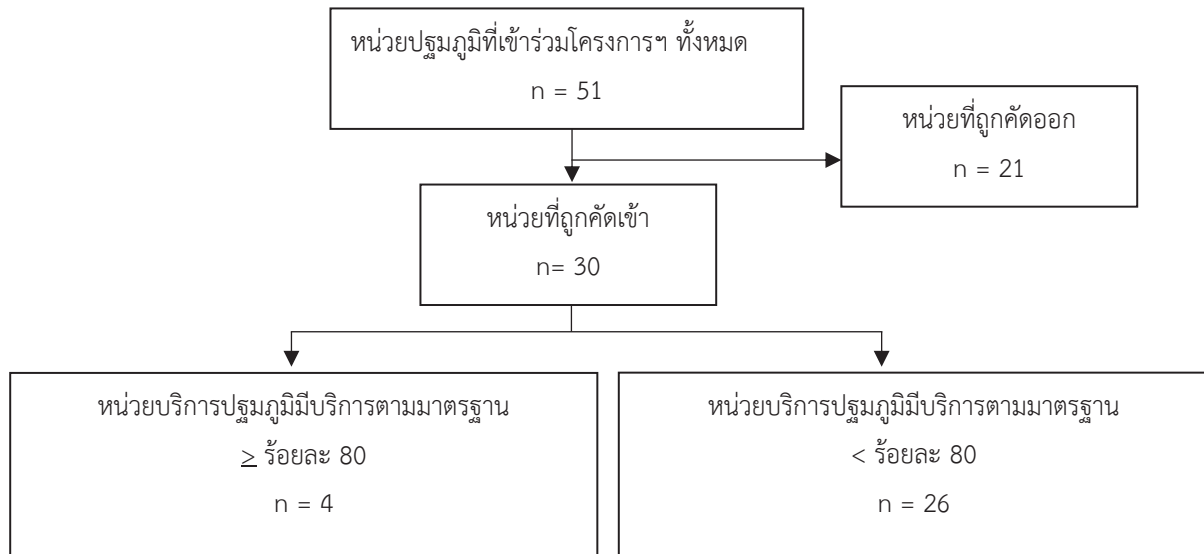 หน่วยปฐมภูมิที่เข้าร่วมโครงการฯ ทั้งหมด
n = 51
หน่วยที่ถูกคัดออก
n = 21
หน่วยที่ถูกคัดเข้า
n= 30
หน่วยบริการปฐมภูมิมีบริการตามมาตรฐาน
≥ ร้อยละ 80
n = 4
หน่วยบริการปฐมภูมิมีบริการตามมาตรฐาน
< ร้อยละ 80
n = 26